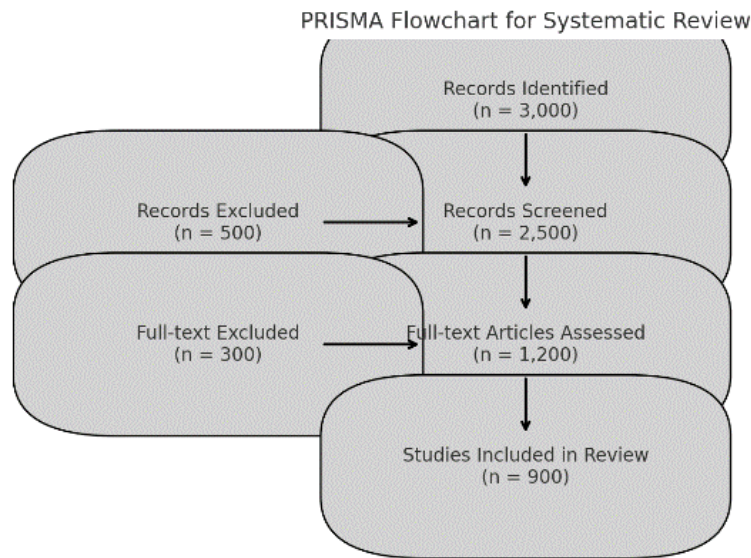 PRISMA Flowchart for Systematic Review
Records Identified
(n = 3,000)
Records Excluded
(n = 500)
Records Screened
(n = 2,500)
Full-text Excluded
(n = 300)
Full-text Articles Assessed
(n = 1,200)
Studies Included in Review
(n = 900)